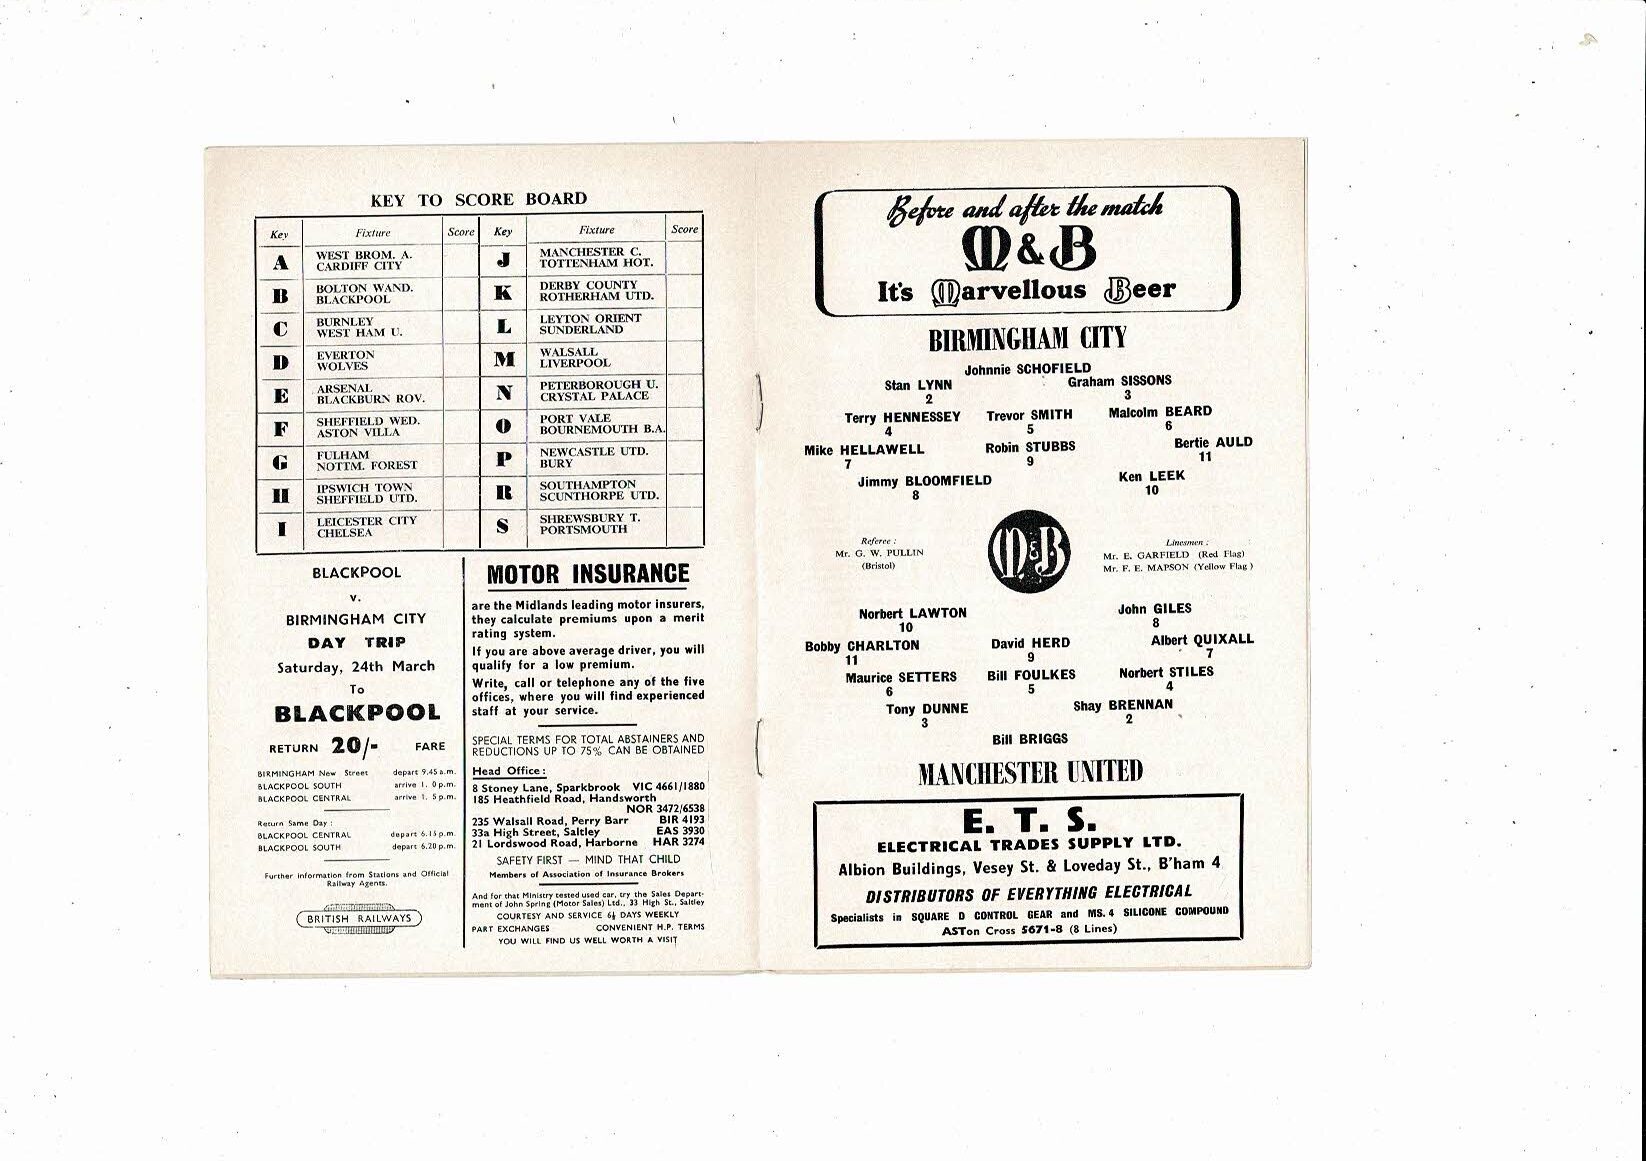 KEY TO SCORE BOARD
Key Fixture Score Key Fixture Score
A WEST BROM. A. CARDIFF CITY J MANCHESTER C. TOTTENHAM HOT.
B BOLTON WAND. BLACKPOOL K DERBY COUNTY ROTHERHAM UTD.
C BURNLEY WEST HAM U. L LEYTON ORIENT SUNDERLAND
D EVERTON WOLVES M WALSALL LIVERPOOL
E ARSENAL BLACKBURN ROV. N PETERBOROUGH U. CRYSTAL PALACE
F SHEFFIELD WED. ASTON VILLA O PORT VALE BOURNEMOUTH B.A.
G FULHAM NOTTM. FOREST P NEWCASTLE UTD. BURY
H IPSWICH TOWN SHEFFIELD UTD. R SOUTHAMPTON SCUNTHORPE UTD.
I LEICESTER CITY CHELSEA S SHREWSBURY T. PORTSMOUTH
BLACKPOOL
v.
BIRMINGHAM CITY
DAY TRIP
Saturday, 24th March
To
BLACKPOOL
RETURN 20/- FARE
BIRMINGHAM New Street depart 9.45 a.m.
BLACKPOOL SOUTH arrive 1. 0 p.m.
BLACKPOOL CENTRAL arrive 1. 5 p.m.
Return Same Day :
BLACKPOOL CENTRAL depart 6.15 p.m.
BLACKPOOL SOUTH depart 6.20 p.m.
Further information from Stations and Official
Railway Agents.
BRITISH RAILWAYS
MOTOR INSURANCE
are the Midlands leading motor insurers,
they calculate premiums upon a merit
rating system.
If you are above average driver, you will
qualify for a low premium.
Write, call or telephone any of the five
offices, where you will find experienced
staff at your service.
SPECIAL TERMS FOR TOTAL ABSTAINERS AND
REDUCTIONS UP TO 75% CAN BE OBTAINED
Head Office :
8 Stoney Lane, Sparkbrook VIC 4661/1880
185 Heathfield Road, Handsworth
NOR 3472/6538
235 Walsall Road, Perry Barr BIR 4193
33a High Street, Saltley EAS 3930
21 Lordswood Road, Harborne HAR 3274
SAFETY FIRST — MIND THAT CHILD
Members of Association of Insurance Brokers
And for that Ministry tested used car, try the Sales Depart-
ment of John Spring (Motor Sales) Ltd., 33 High St., Saltley
COURTESY AND SERVICE 6½ DAYS WEEKLY
PART EXCHANGES CONVENIENT H.P. TERMS
YOU WILL FIND US WELL WORTH A VISIT
Before and after the match
M&B
It's Marvellous Beer
BIRMINGHAM CITY
Johnnie SCHOFIELD
Stan LYNN Graham SISSONS
2 3
Terry HENNESSEY Trevor SMITH Malcolm BEARD
4 5 6
Mike HELLAWELL Robin STUBBS Bertie AULD
7 9 11
Jimmy BLOOMFIELD Ken LEEK
8 10
Referee :
Mr. G. W. PULLIN
(Bristol)
M&B
Linesmen :
Mr. E. GARFIELD (Red Flag)
Mr. F. E. MAPSON (Yellow Flag )
Norbert LAWTON John GILES
10 8
Bobby CHARLTON David HERD Albert QUIXALL
11 9 7
Maurice SETTERS Bill FOULKES Norbert STILES
6 5 4
Tony DUNNE Shay BRENNAN
3 2
Bill BRIGGS
MANCHESTER UNITED
E. T. S.
ELECTRICAL TRADES SUPPLY LTD.
Albion Buildings, Vesey St. & Loveday St., B'ham 4
DISTRIBUTORS OF EVERYTHING ELECTRICAL
Specialists in SQUARE D CONTROL GEAR and MS. 4 SILICONE COMPOUND
ASTon Cross 5671-8 (8 Lines)